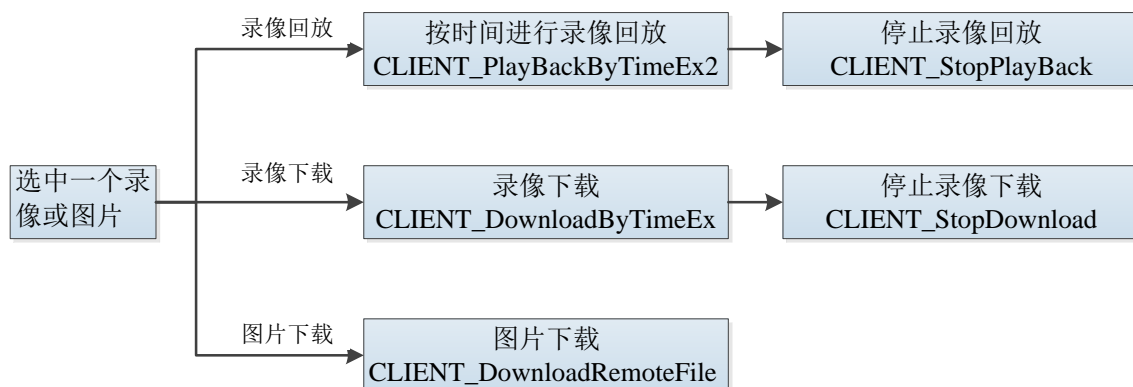 录像回放
按时间进行录像回放
CLIENT_PlayBackByTimeEx2
停止录像回放
CLIENT_StopPlayBack
选中一个录
像或图片
录像下载
录像下载
CLIENT_DownloadByTimeEx
停止录像下载
CLIENT_StopDownload
图片下载
图片下载
CLIENT_DownloadRemoteFile